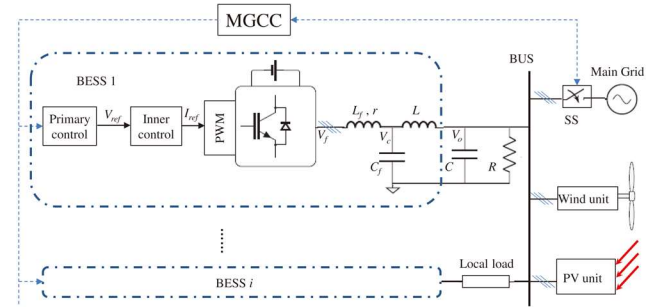 MGCC
BESS 1
BUS
Main Grid
SS
Primary control
V_ref
Inner control
I_ref
PWM
V_f
L_f , r
L
V_c
V_o
C_f
C
R
Wind unit
Local load
BESS i
PV unit